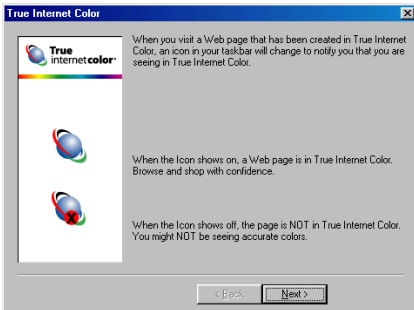 True Internet Color
True
internetcolor
When you visit a Web page that has been created in True Internet
Color, an icon in your taskbar will change to notify you that you are
seeing in True Internet Color.
When the Icon shows on, a Web page is in True Internet Color.
Browse and shop with confidence.
When the Icon shows off, the page is NOT in True Internet Color.
You might NOT be seeing accurate colors.
< Back
Next >